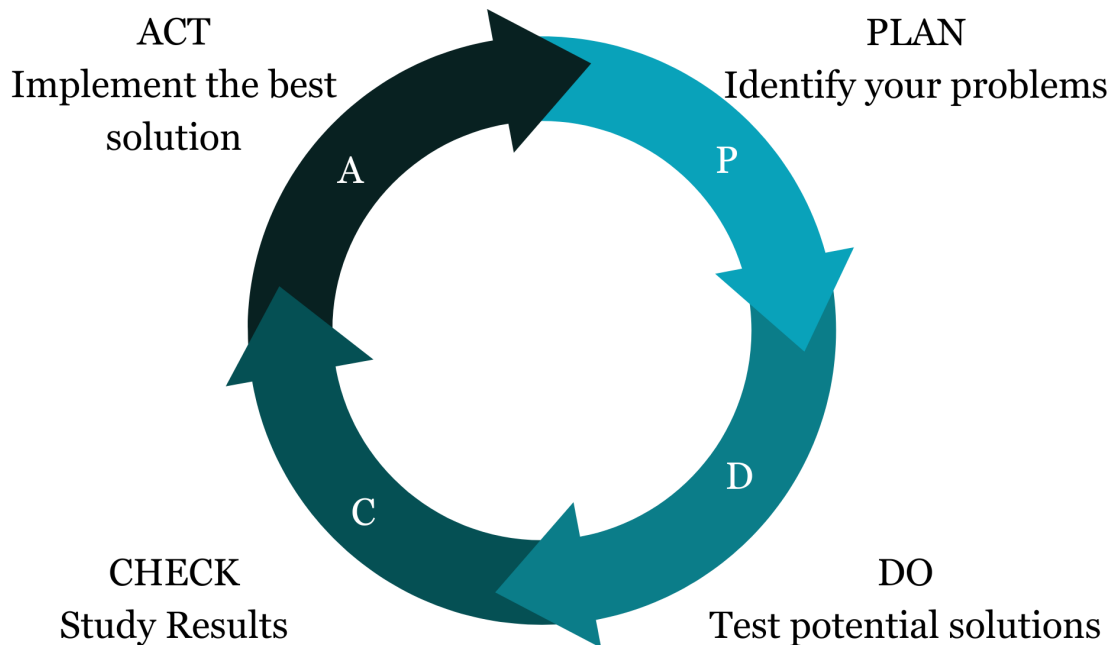 ACT
Implement the best
solution
PLAN
Identify your problems
A
P
D
C
CHECK
Study Results
DO
Test potential solutions